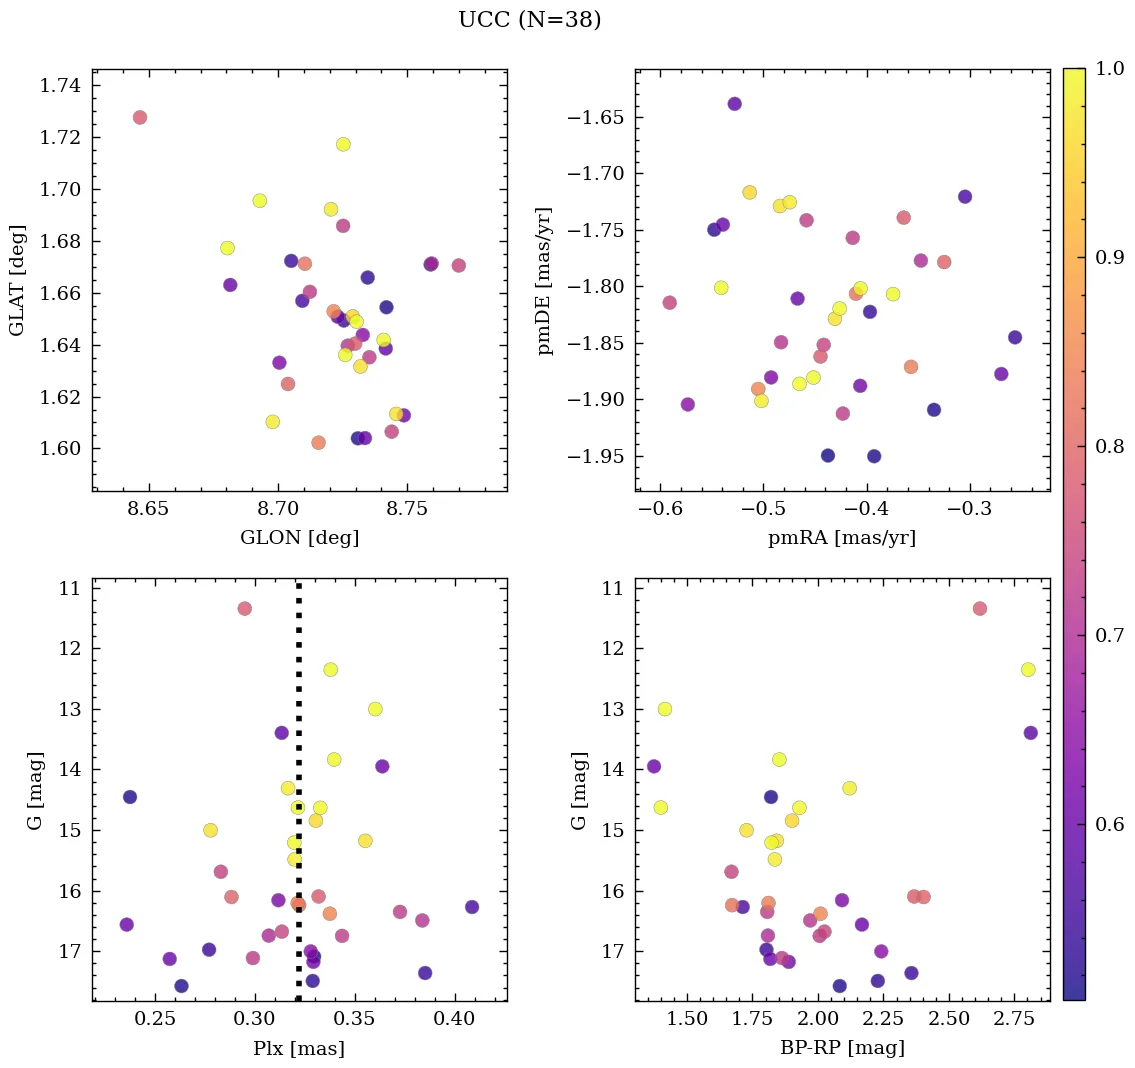 UCC (N=38)
1.74
1.72
1.70
1.68
1.66
1.64
1.62
1.60
GLAT [deg]
8.65 8.70 8.75
GLON [deg]
−1.65
−1.70
−1.75
−1.80
−1.85
−1.90
−1.95
pmDE [mas/yr]
−0.6 −0.5 −0.4 −0.3
pmRA [mas/yr]
1.0
0.9
0.8
0.7
0.6
11
12
13
14
15
16
17
G [mag]
0.25 0.30 0.35 0.40
Plx [mas]
11
12
13
14
15
16
17
G [mag]
1.50 1.75 2.00 2.25 2.50 2.75
BP-RP [mag]